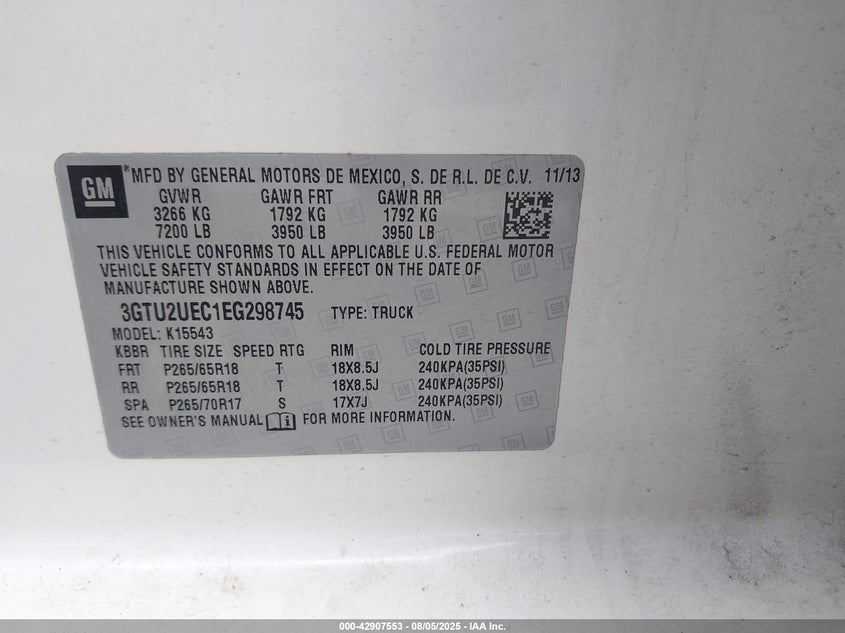 GM
® MFD BY GENERAL MOTORS DE MEXICO, S. DE R.L. DE C.V. 11/13
GVWR GAWR FRT GAWR RR
3266 KG 1792 KG 1792 KG
7200 LB 3950 LB 3950 LB
THIS VEHICLE CONFORMS TO ALL APPLICABLE U.S. FEDERAL MOTOR
VEHICLE SAFETY STANDARDS IN EFFECT ON THE DATE OF
MANUFACTURE SHOWN ABOVE.
3GTU2UEC1EG298745 TYPE: TRUCK
MODEL: K15543
KBBR TIRE SIZE SPEED RTG RIM COLD TIRE PRESSURE
FRT P265/65R18 T 18X8.5J 240KPA(35PSI)
RR P265/65R18 T 18X8.5J 240KPA(35PSI)
SPA P265/70R17 S 17X7J 240KPA(35PSI)
SEE OWNER'S MANUAL i FOR MORE INFORMATION.
000-42907553 - 08/05/2025 - IAA Inc.